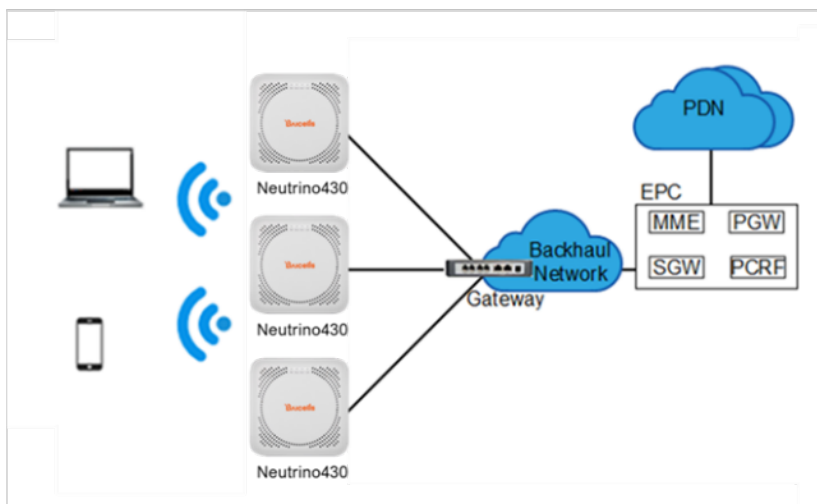 Neutrino430
Neutrino430
Neutrino430
Gateway
Backhaul
Network
EPC
MME
PGW
SGW
PCRF
PDN